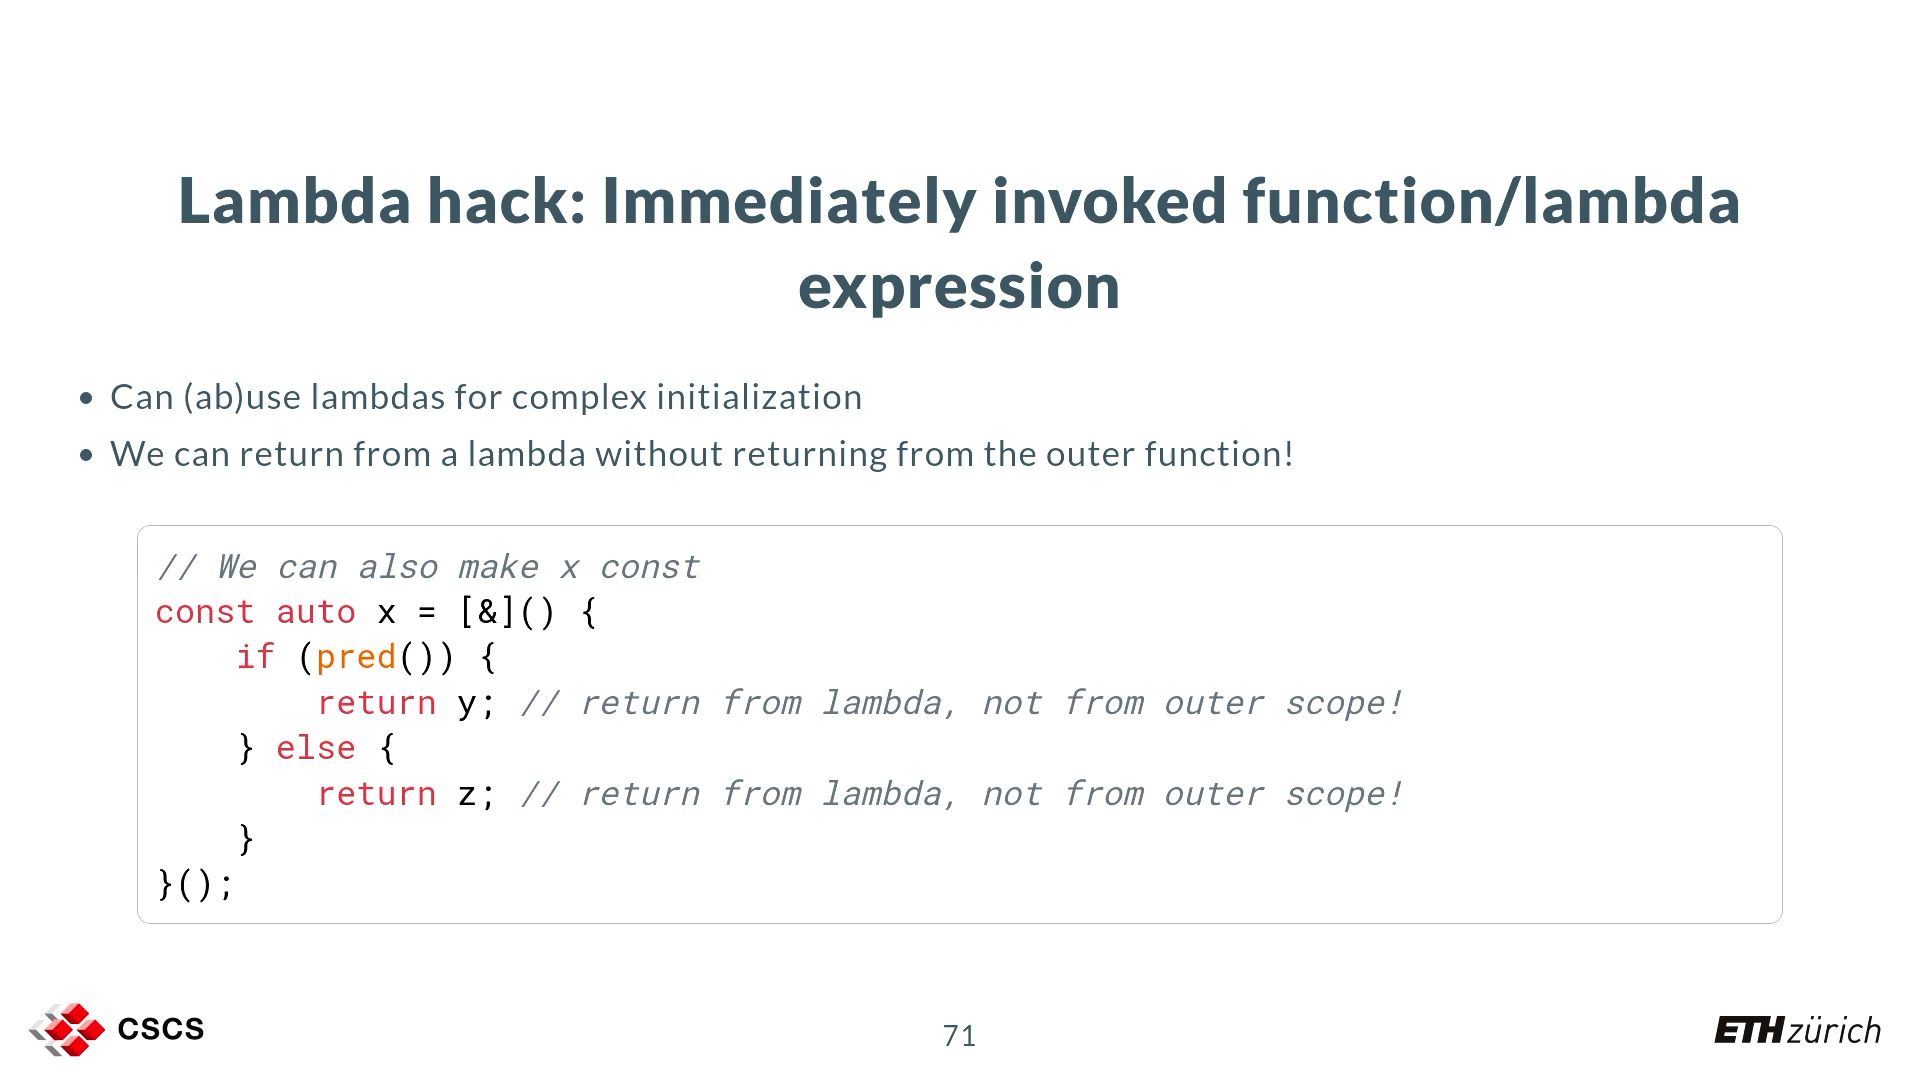 Lambda hack: Immediately invoked function/lambda
expression
• Can (ab)use lambdas for complex initialization
• We can return from a lambda without returning from the outer function!
// We can also make x const
const auto x = [&]() {
    if (pred()) {
        return y; // return from lambda, not from outer scope!
    } else {
        return z; // return from lambda, not from outer scope!
    }
}();
CSCS
71
ETH zürich